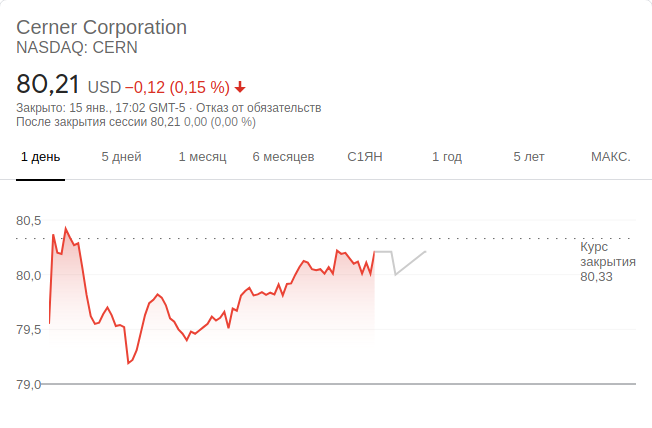 Cerner Corporation
NASDAQ: CERN
80,21 USD −0,12 (0,15 %)
Закрыто: 15 янв., 17:02 GMT-5 · Отказ от обязательств
После закрытия сессии 80,21 0,00 (0,00 %)
1 день 5 дней 1 месяц 6 месяцев С1ЯН 1 год 5 лет МАКС.
80,5
Курс
закрытия
80,33
80,0
79,5
79,0